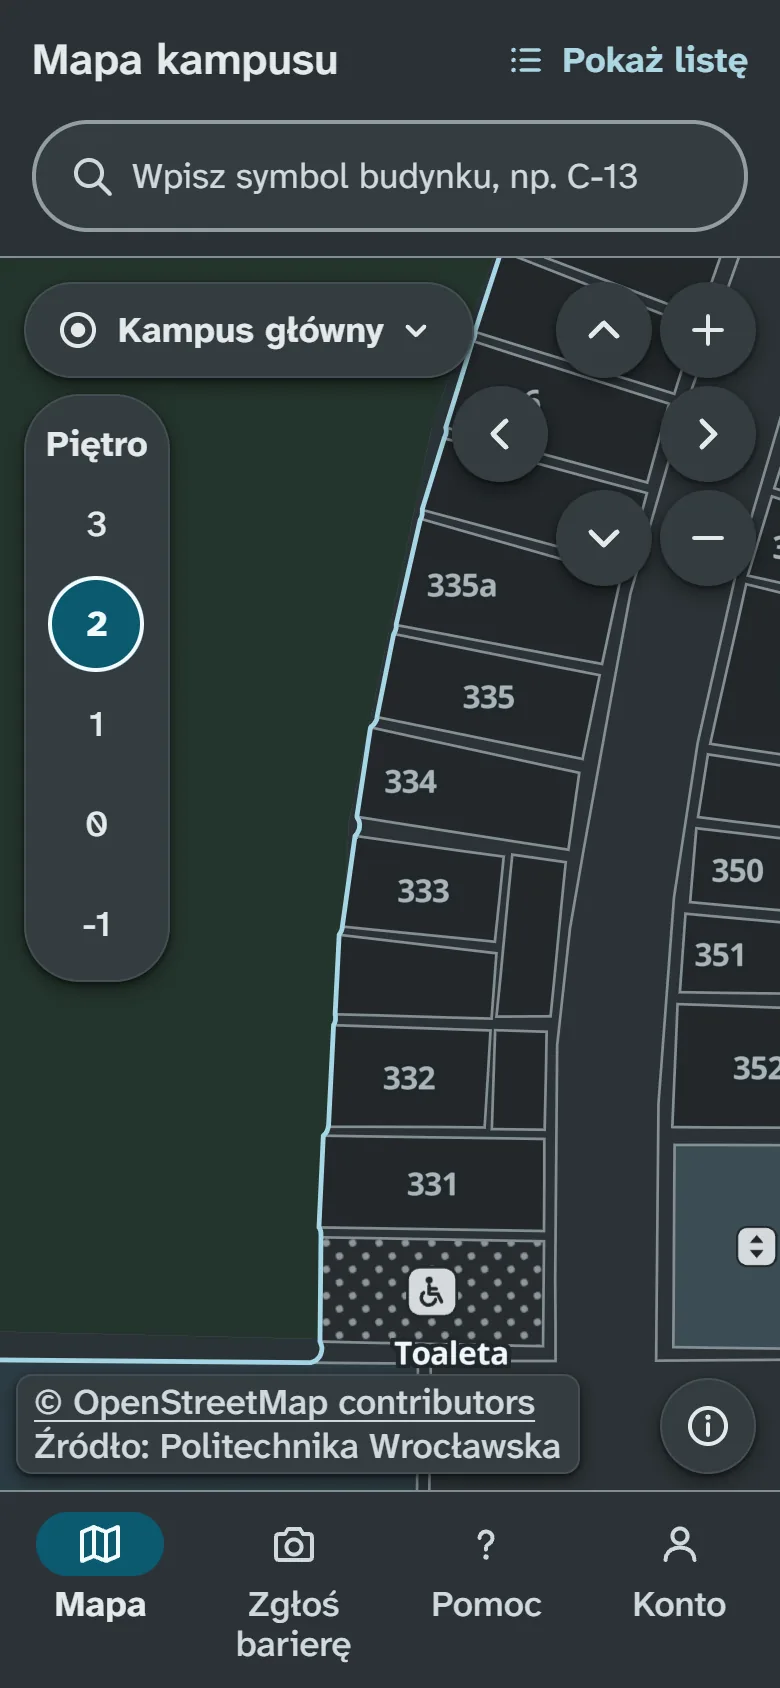 Mapa kampusu
Pokaż listę
Wpisz symbol budynku, np. C-13
Kampus główny
Piętro
3
2
1
0
-1
335a
335
334
333
350
351
332
352
331
Toaleta
© OpenStreetMap contributors
Źródło: Politechnika Wrocławska
Mapa
Zgłoś
barierę
Pomoc
Konto